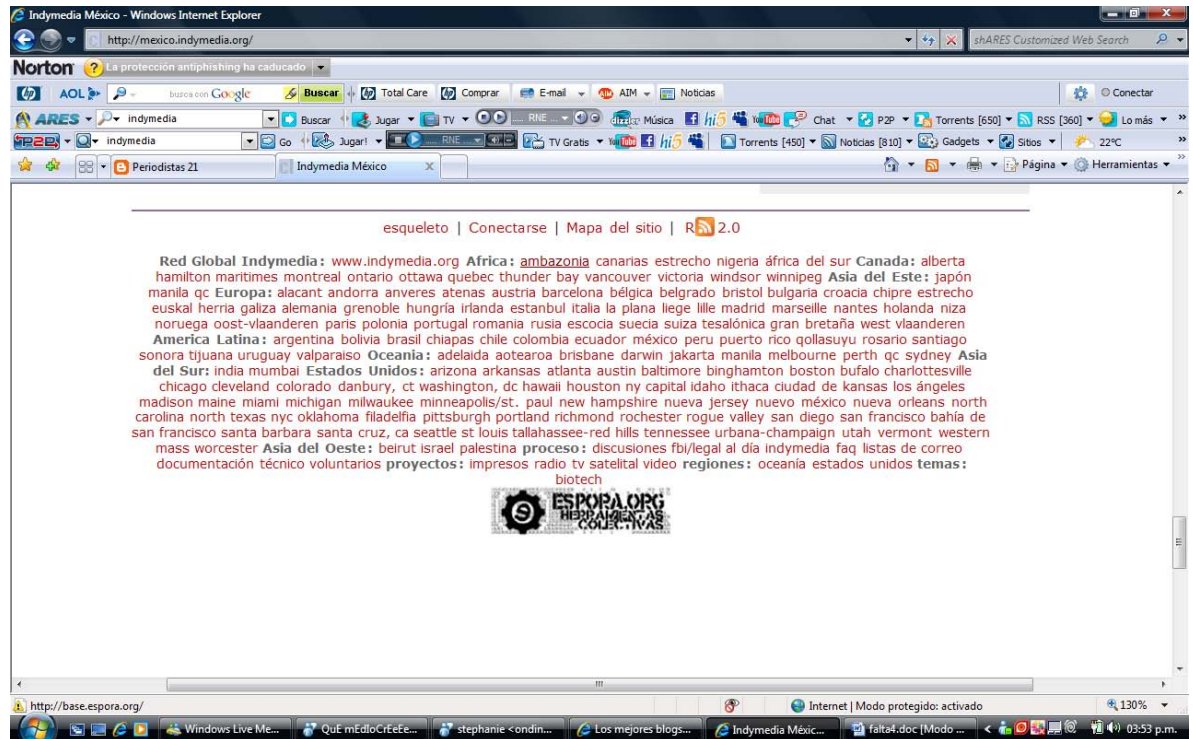 Indymedia México - Windows Internet Explorer
http://mexico.indymedia.org/
shARES Customized Web Search
Norton
La protección antiphishing ha caducado
hp AOL busca con Google Buscar Total Care Comprar E-mail AIM Noticias Conectar
ARES indymedia Buscar Jugar TV RNE Música hi5 Chat P2P Torrents [650] RSS [360] Lo más
indymedia Go Jugar! RNE TV Gratis hi5 Torrents [450] Noticias [810] Gadgets Sitios 22°C
Periodistas 21 Indymedia México Página Herramientas
esqueleto | Conectarse | Mapa del sitio | R 2.0
Red Global Indymedia: www.indymedia.org Africa: ambazonia canarias estrecho nigeria áfrica del sur Canada: alberta
hamilton maritimes montreal ontario ottawa quebec thunder bay vancouver victoria windsor winnipeg Asia del Este: japón
manila qc Europa: alacant andorra anveres atenas austria barcelona bélgica belgrado bristol bulgaria croacia chipre estrecho
euskal herria galiza alemania grenoble hungría irlanda estanbul italia la plana liege lille madrid marseille nantes holanda niza
noruega oost-vlaanderen paris polonia portugal romania rusia escocia suecia suiza tesalónica gran bretaña west vlaanderen
America Latina: argentina bolivia brasil chiapas chile colombia ecuador méxico peru puerto rico qollasuyu rosario santiago
sonora tijuana uruguay valparaiso Oceania: adelaida aotearoa brisbane darwin jakarta manila melbourne perth qc sydney Asia
del Sur: india mumbai Estados Unidos: arizona arkansas atlanta austin baltimore binghamton boston bufalo charlottesville
chicago cleveland colorado danbury, ct washington, dc hawaii houston ny capital idaho ithaca ciudad de kansas los ángeles
madison maine miami michigan milwaukee minneapolis/st. paul new hampshire nueva jersey nuevo méxico nueva orleans north
carolina north texas nyc oklahoma filadelfia pittsburgh portland richmond rochester rogue valley san diego san francisco bahía de
san francisco santa barbara santa cruz, ca seattle st louis tallahassee-red hills tennessee urbana-champaign utah vermont western
mass worcester Asia del Oeste: beirut israel palestina proceso: discusiones fbi/legal al día indymedia faq listas de correo
documentación técnico voluntarios proyectos: impresos radio tv satelital video regiones: oceanía estados unidos temas:
biotech
ESPORA.ORG
HERRAMIENTAS
COLECTIVAS
http://base.espora.org/ Internet | Modo protegido: activado 130%
Windows Live Me... QuE mEdIoCrEeEe... stephanie <ondin... Los mejores blogs... Indymedia Méxic... falta4.doc [Modo ... 03:53 p.m.